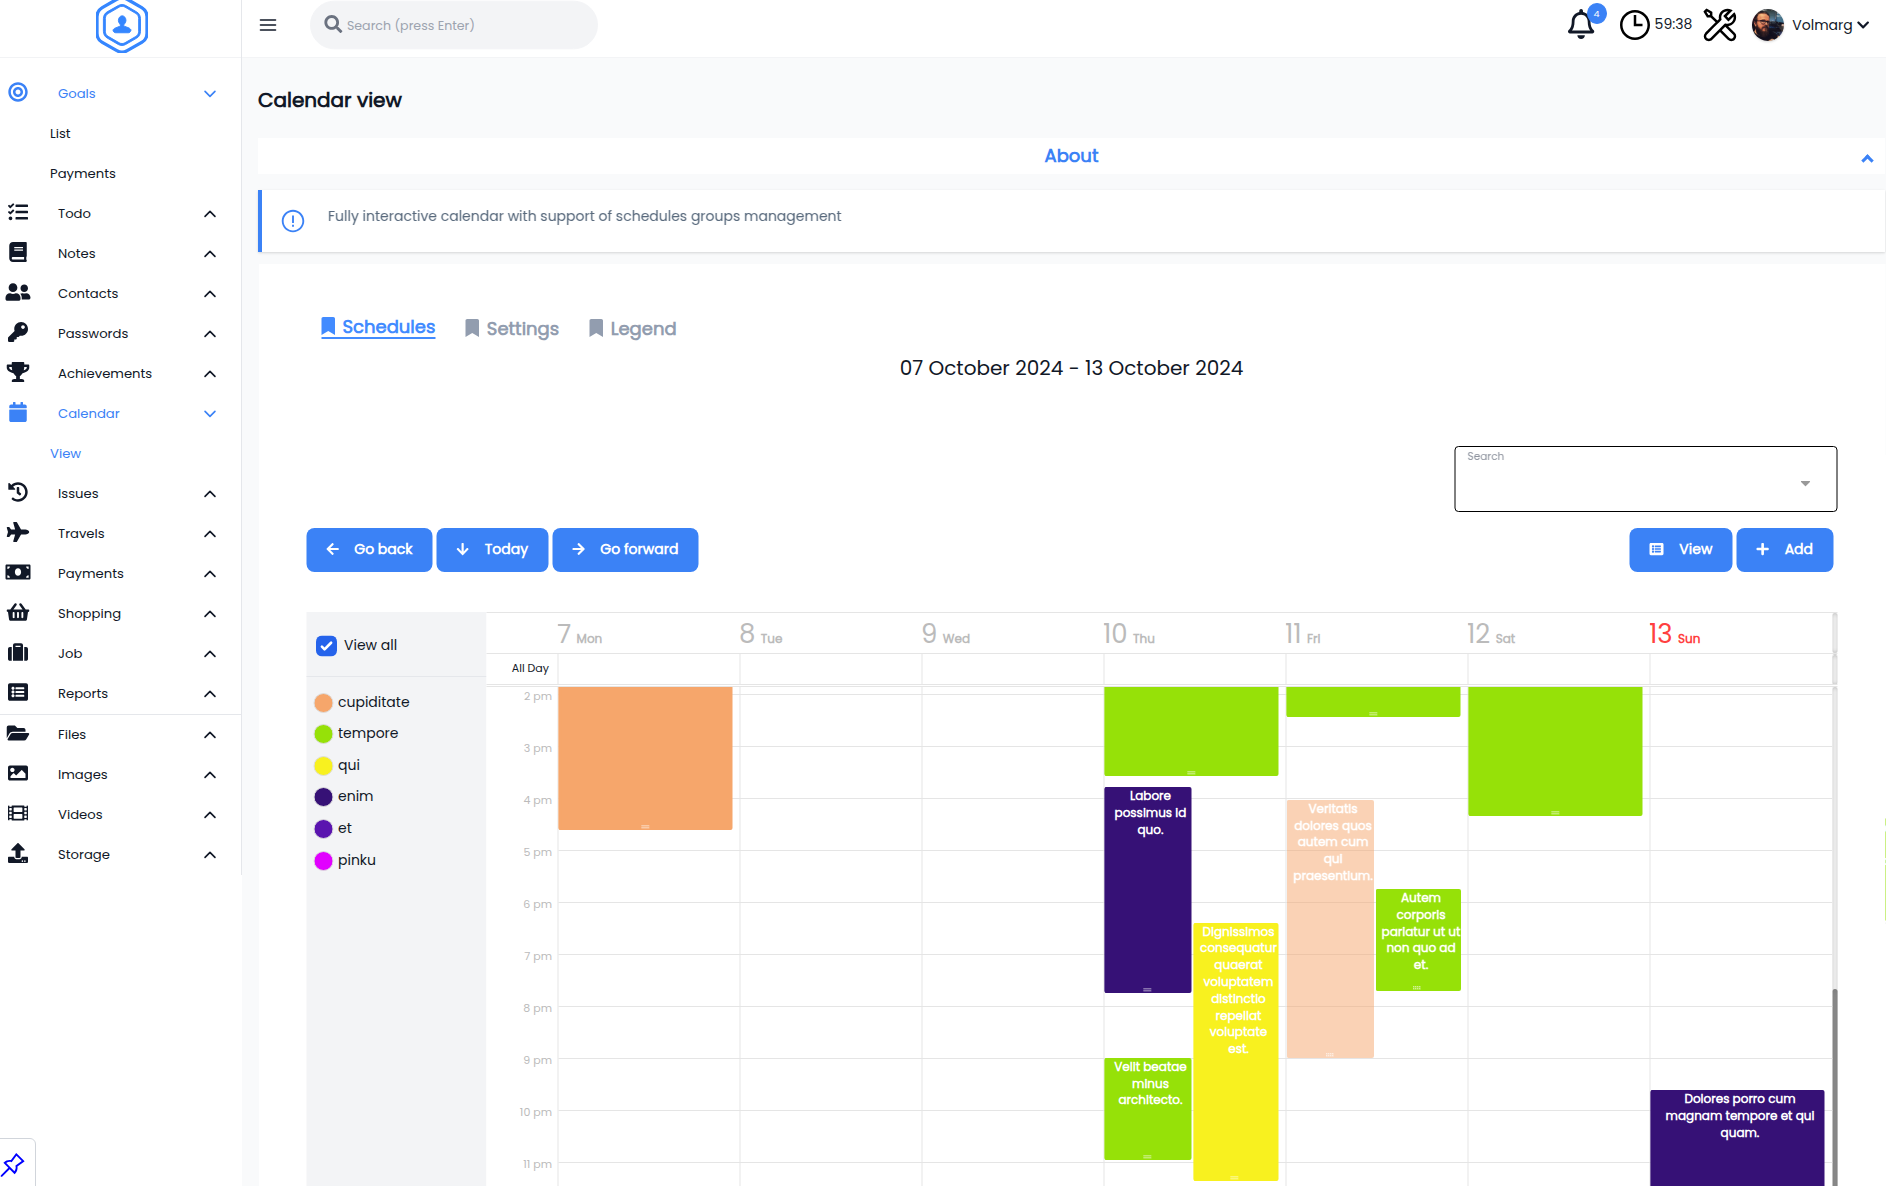 Search (press Enter)
4
59:38
Volmarg
Goals
List
Payments
Todo
Notes
Contacts
Passwords
Achievements
Calendar
View
Issues
Travels
Payments
Shopping
Job
Reports
Files
Images
Videos
Storage
Calendar view
About
Fully interactive calendar with support of schedules groups management
Schedules
Settings
Legend
07 October 2024 - 13 October 2024
Search
Go back
Today
Go forward
View
Add
View all
cupiditate
tempore
qui
enim
et
pinku
7 Mon
8 Tue
9 Wed
10 Thu
11 Fri
12 Sat
13 Sun
All Day
2 pm
3 pm
4 pm
5 pm
6 pm
7 pm
8 pm
9 pm
10 pm
11 pm
Labore
possimus id
quo.
Dignissimos
consequatur
quaerat
voluptatem
distinctio
repellat
voluptate
est.
Velit beatae
minus
architecto.
Veritatis
dolores quos
autem cum
qui
praesentium.
Autem
corporis
pariatur ut ut
non quo ad
et.
Dolores porro cum
magnam tempore et qui
quam.